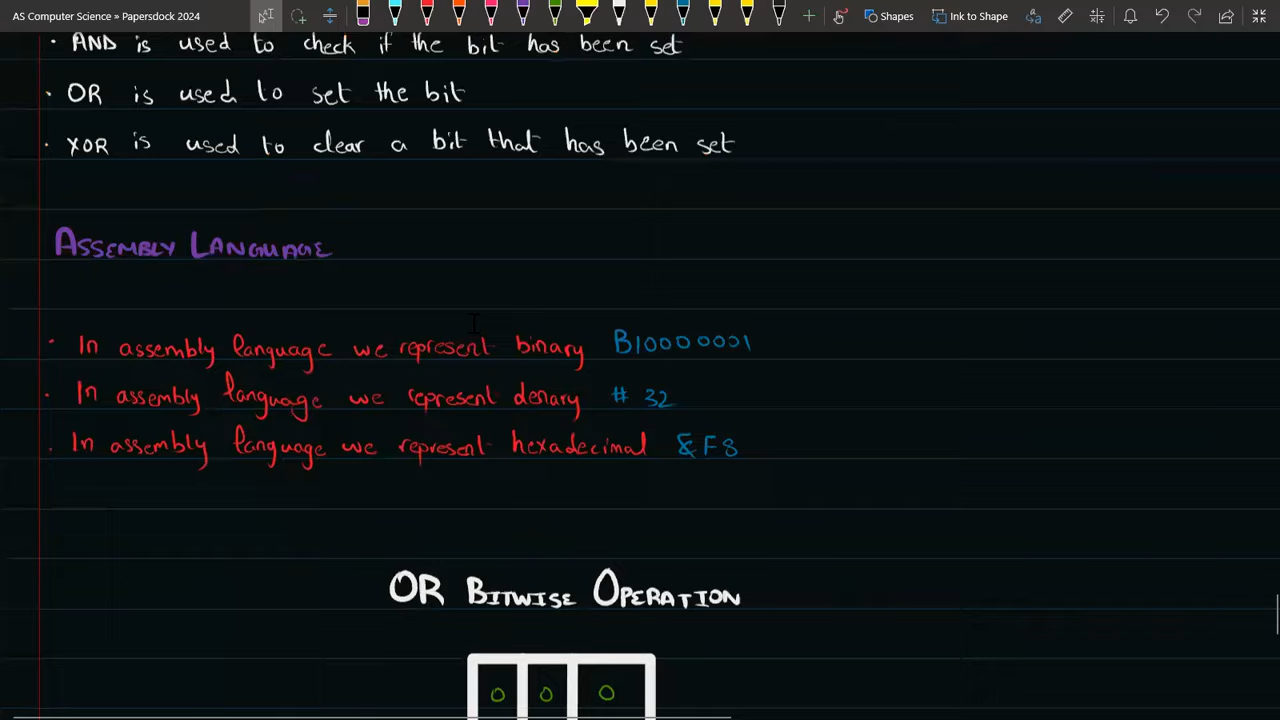 AS Computer Science » Papersdock 2024
Shapes
Ink to Shape
· AND is used to check if the bit has been set
· OR is used to set the bit
· XOR is used to clear a bit that has been set
ASSEMBLY LANGUAGE
· In assembly language we represent binary B10000001
· In assembly language we represent denary # 32
· In assembly language we represent hexadecimal &F8
OR BITWISE OPERATION
0 0 0